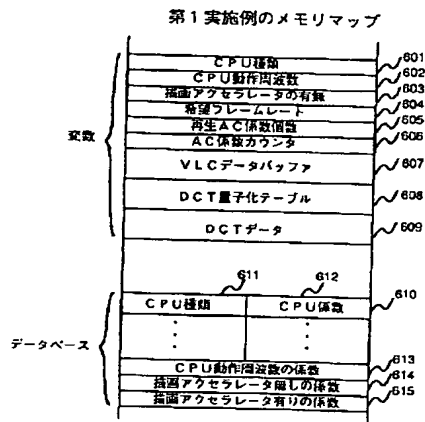 第1実施例のメモリマップ
CPU種類 601
CPU動作周波数 602
描画アクセラレータの有無 603
希望フレームレート 604
再生AC係数個数 605
AC係数カウンタ 606
変数
VLCデータバッファ 607
DCT量子化テーブル 608
DCTデータ 609
611 612
CPU種類 CPU係数 610
データベース
CPU動作周波数の係数 613
描画アクセラレータ無しの係数 614
描画アクセラレータ有りの係数 615